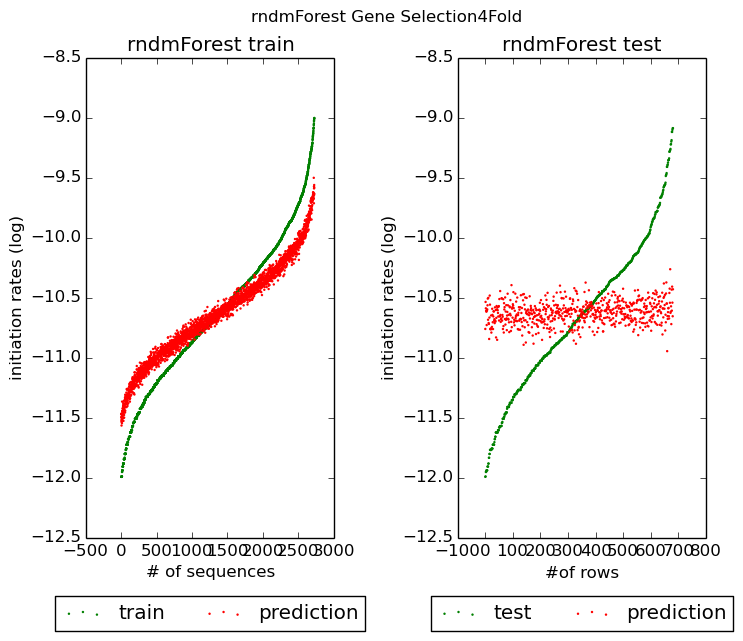 rndmForest Gene Selection4Fold
rndmForest train
rndmForest test
initiation rates (log)
−8.5
−9.0
−9.5
−10.0
−10.5
−11.0
−11.5
−12.0
−12.5
−500 0 500 1000 1500 2000 2500 3000
# of sequences
train prediction
initiation rates (log)
−8.5
−9.0
−9.5
−10.0
−10.5
−11.0
−11.5
−12.0
−12.5
−100 0 100 200 300 400 500 600 700 800
#of rows
test prediction